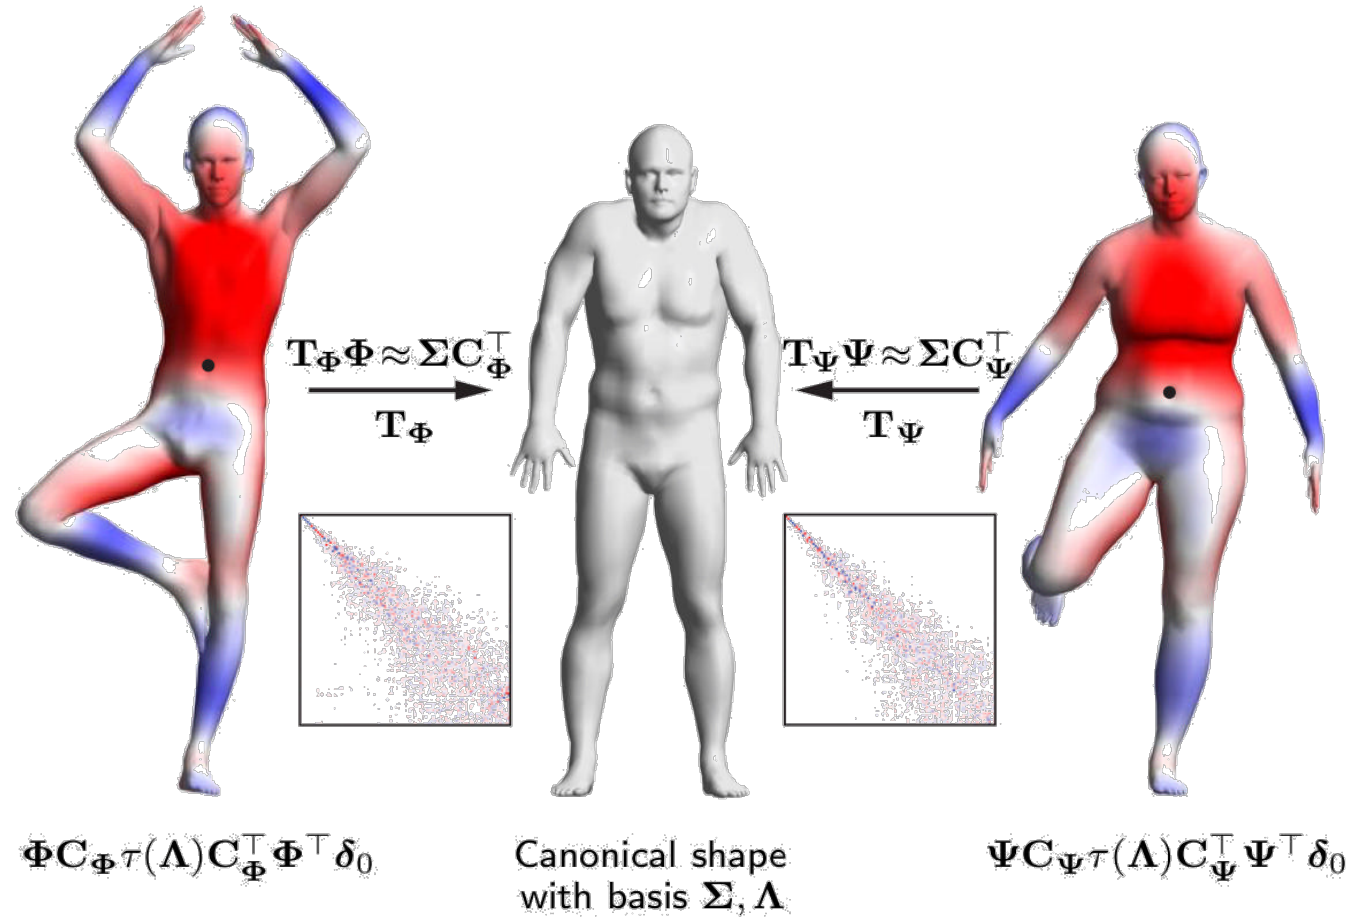 T_Φ Φ ≈ Σ C_Φ^⊤
T_Φ
T_Ψ Ψ ≈ Σ C_Ψ^⊤
T_Ψ
Φ C_Φ τ(Λ) C_Φ^⊤ Φ^⊤ δ_0
Canonical shape
with basis Σ, Λ
Ψ C_Ψ τ(Λ) C_Ψ^⊤ Ψ^⊤ δ_0